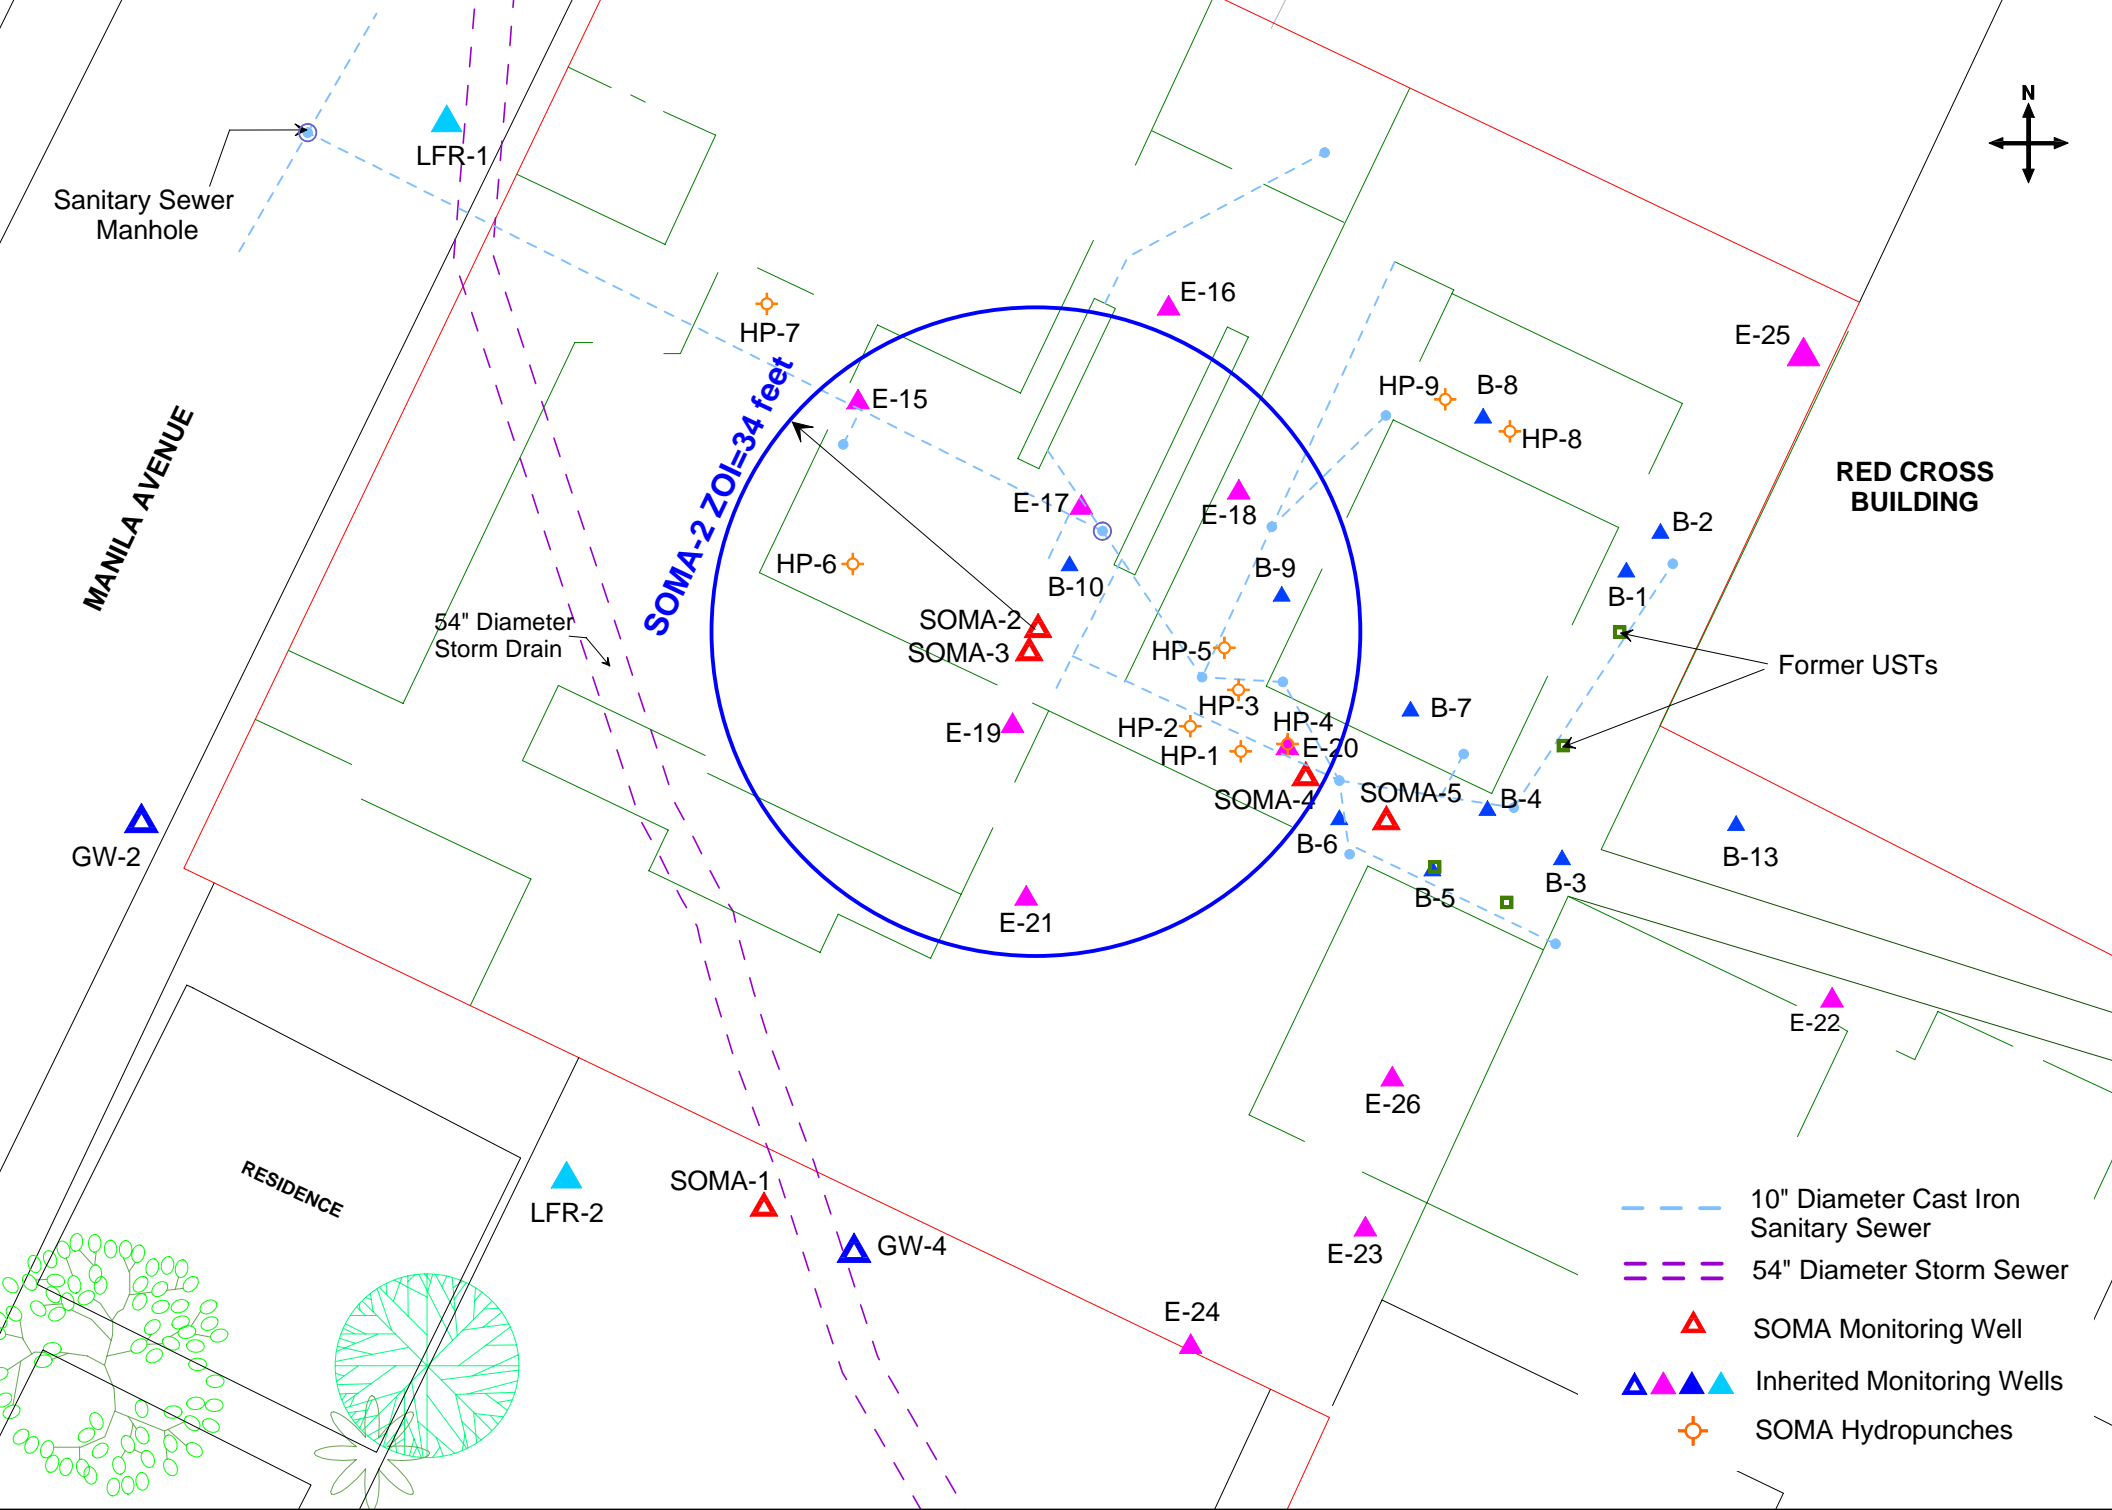 N
LFR-1
Sanitary Sewer
Manhole
E-16
HP-7
E-25
E-15
HP-9
B-8
HP-8
MANILA AVENUE
SOMA-2 ZOI=34 feet
RED CROSS
BUILDING
E-17
E-18
B-2
HP-6
B-10
B-9
B-1
54" Diameter
Storm Drain
SOMA-2
SOMA-3
HP-5
Former USTs
HP-3
B-7
E-19
HP-2
HP-4
HP-1
E-20
SOMA-4
SOMA-5
B-4
GW-2
B-6
B-13
B-5
B-3
E-21
E-22
E-26
RESIDENCE
SOMA-1
LFR-2
GW-4
E-23
E-24
10" Diameter Cast Iron
Sanitary Sewer
54" Diameter Storm Sewer
SOMA Monitoring Well
Inherited Monitoring Wells
SOMA Hydropunches